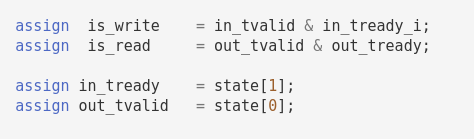 assign  is_write    = in_tvalid & in_tready_i;
assign  is_read     = out_tvalid & out_tready;
assign in_tready    = state[1];
assign out_tvalid   = state[0];